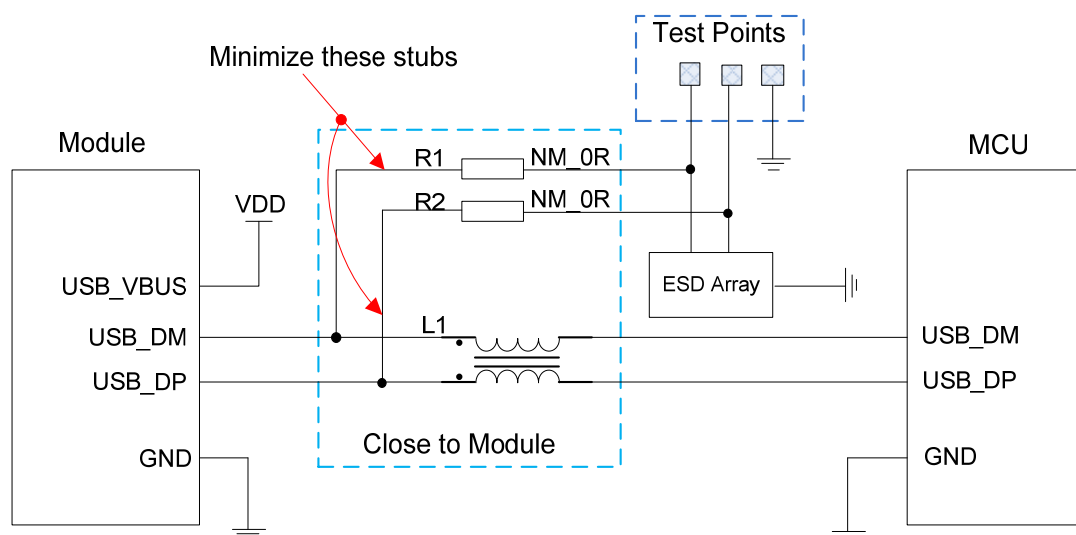 Test Points
Minimize these stubs
Module
MCU
R1
NM_0R
R2
NM_0R
VDD
ESD Array
USB_VBUS
L1
USB_DM
USB_DM
USB_DP
USB_DP
Close to Module
GND
GND